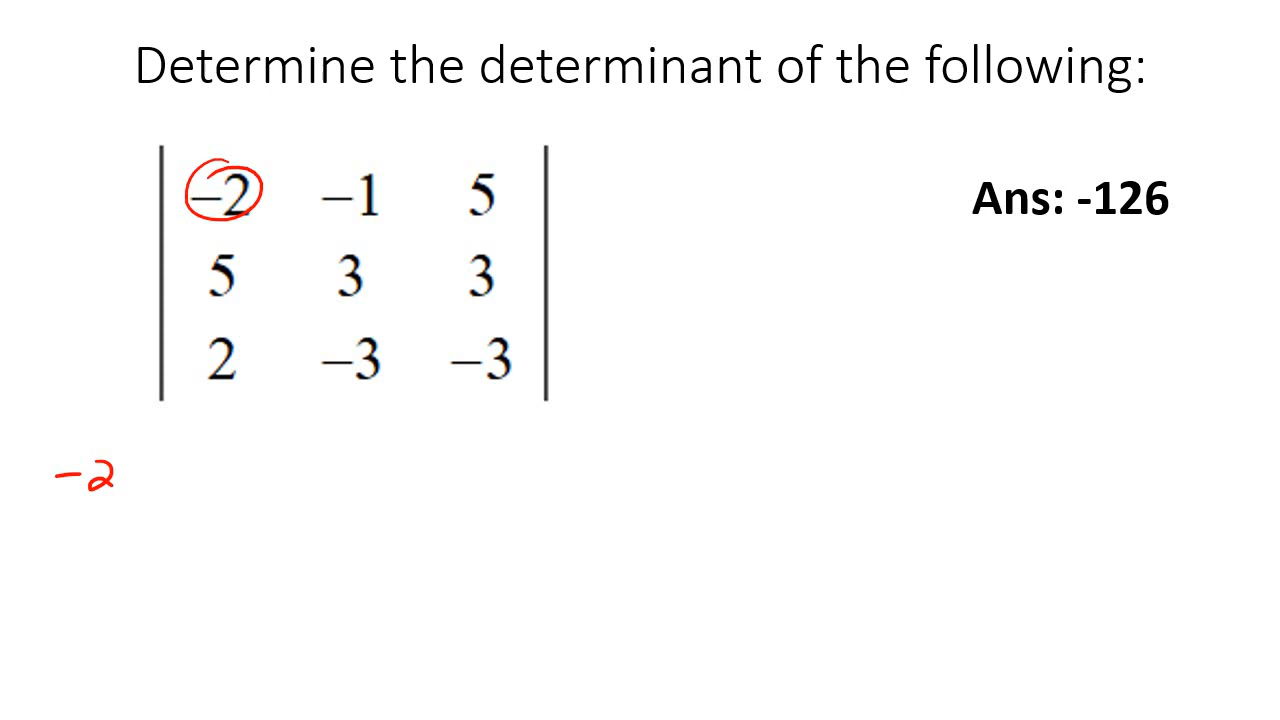 Determine the determinant of the following:
−2 −1 5
5 3 3
2 −3 −3
Ans: -126
−2